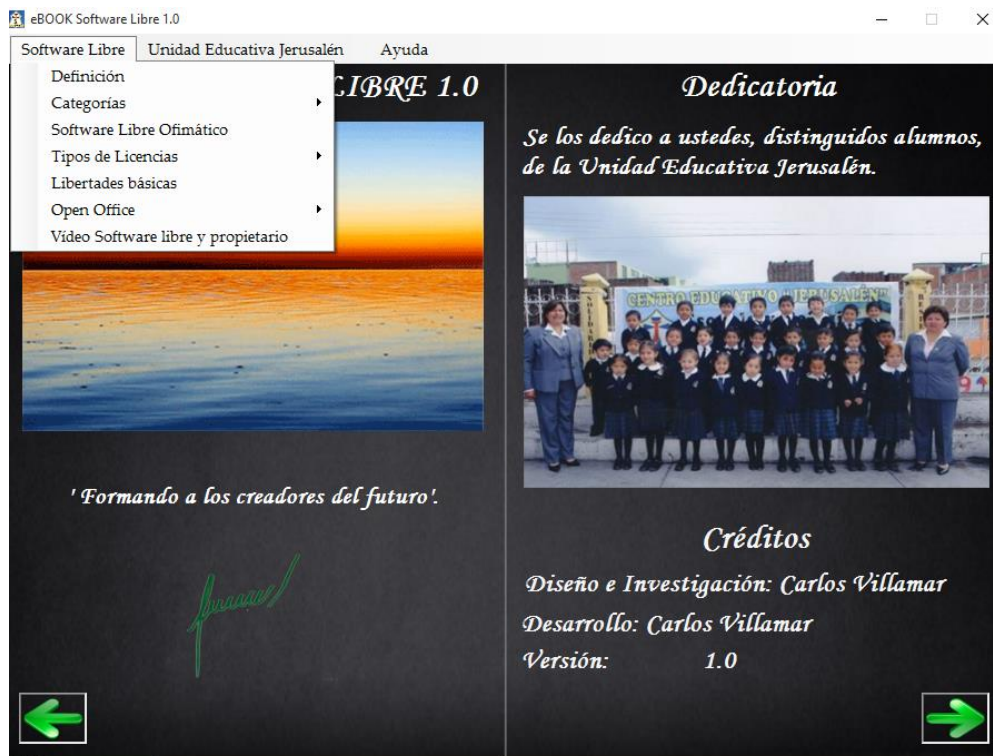 eBOOK Software Libre 1.0
Software Libre Unidad Educativa Jerusalén Ayuda
Definición
Categorías
Software Libre Ofimático
Tipos de Licencias
Libertades básicas
Open Office
Vídeo Software libre y propietario
LIBRE 1.0
' Formando a los creadores del futuro'.
Dedicatoria
Se los dedico a ustedes, distinguidos alumnos,
de la Unidad Educativa Jerusalén.
CENTRO EDUCATIVO "JERUSALÉN"
Créditos
Diseño e Investigación: Carlos Villamar
Desarrollo: Carlos Villamar
Versión: 1.0